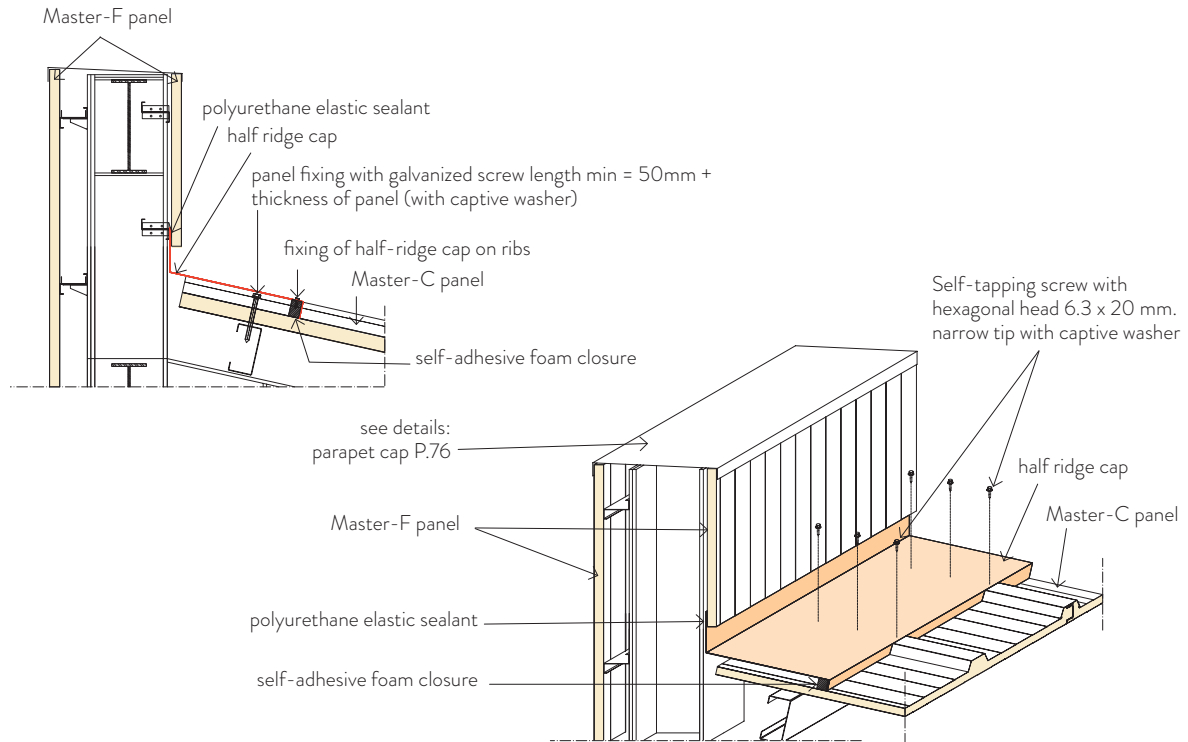 Master-F panel
polyurethane elastic sealant
half ridge cap
panel fixing with galvanized screw length min = 50mm +
thickness of panel (with captive washer)
fixing of half-ridge cap on ribs
Master-C panel
self-adhesive foam closure
Self-tapping screw with
hexagonal head 6.3 x 20 mm.
narrow tip with captive washer
see details:
parapet cap P.76
half ridge cap
Master-F panel
Master-C panel
polyurethane elastic sealant
self-adhesive foam closure